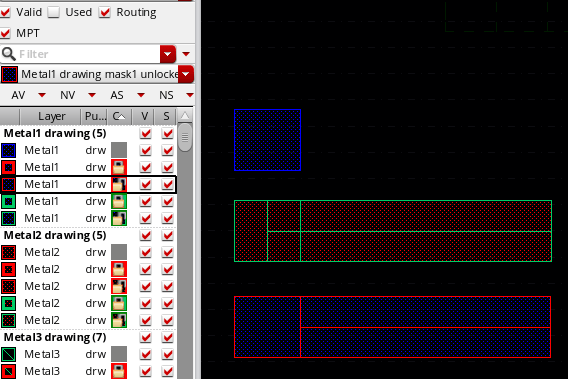 Valid Used Routing
MPT
Filter
Metal1 drawing mask1 unlocke
AV NV AS NS
Layer Pu... C V S
Metal1 drawing (5)
Metal1 drw
Metal1 drw
Metal1 drw
Metal1 drw
Metal1 drw
Metal2 drawing (5)
Metal2 drw
Metal2 drw
Metal2 drw
Metal2 drw
Metal2 drw
Metal3 drawing (7)
Metal3 drw
Metal3 drw